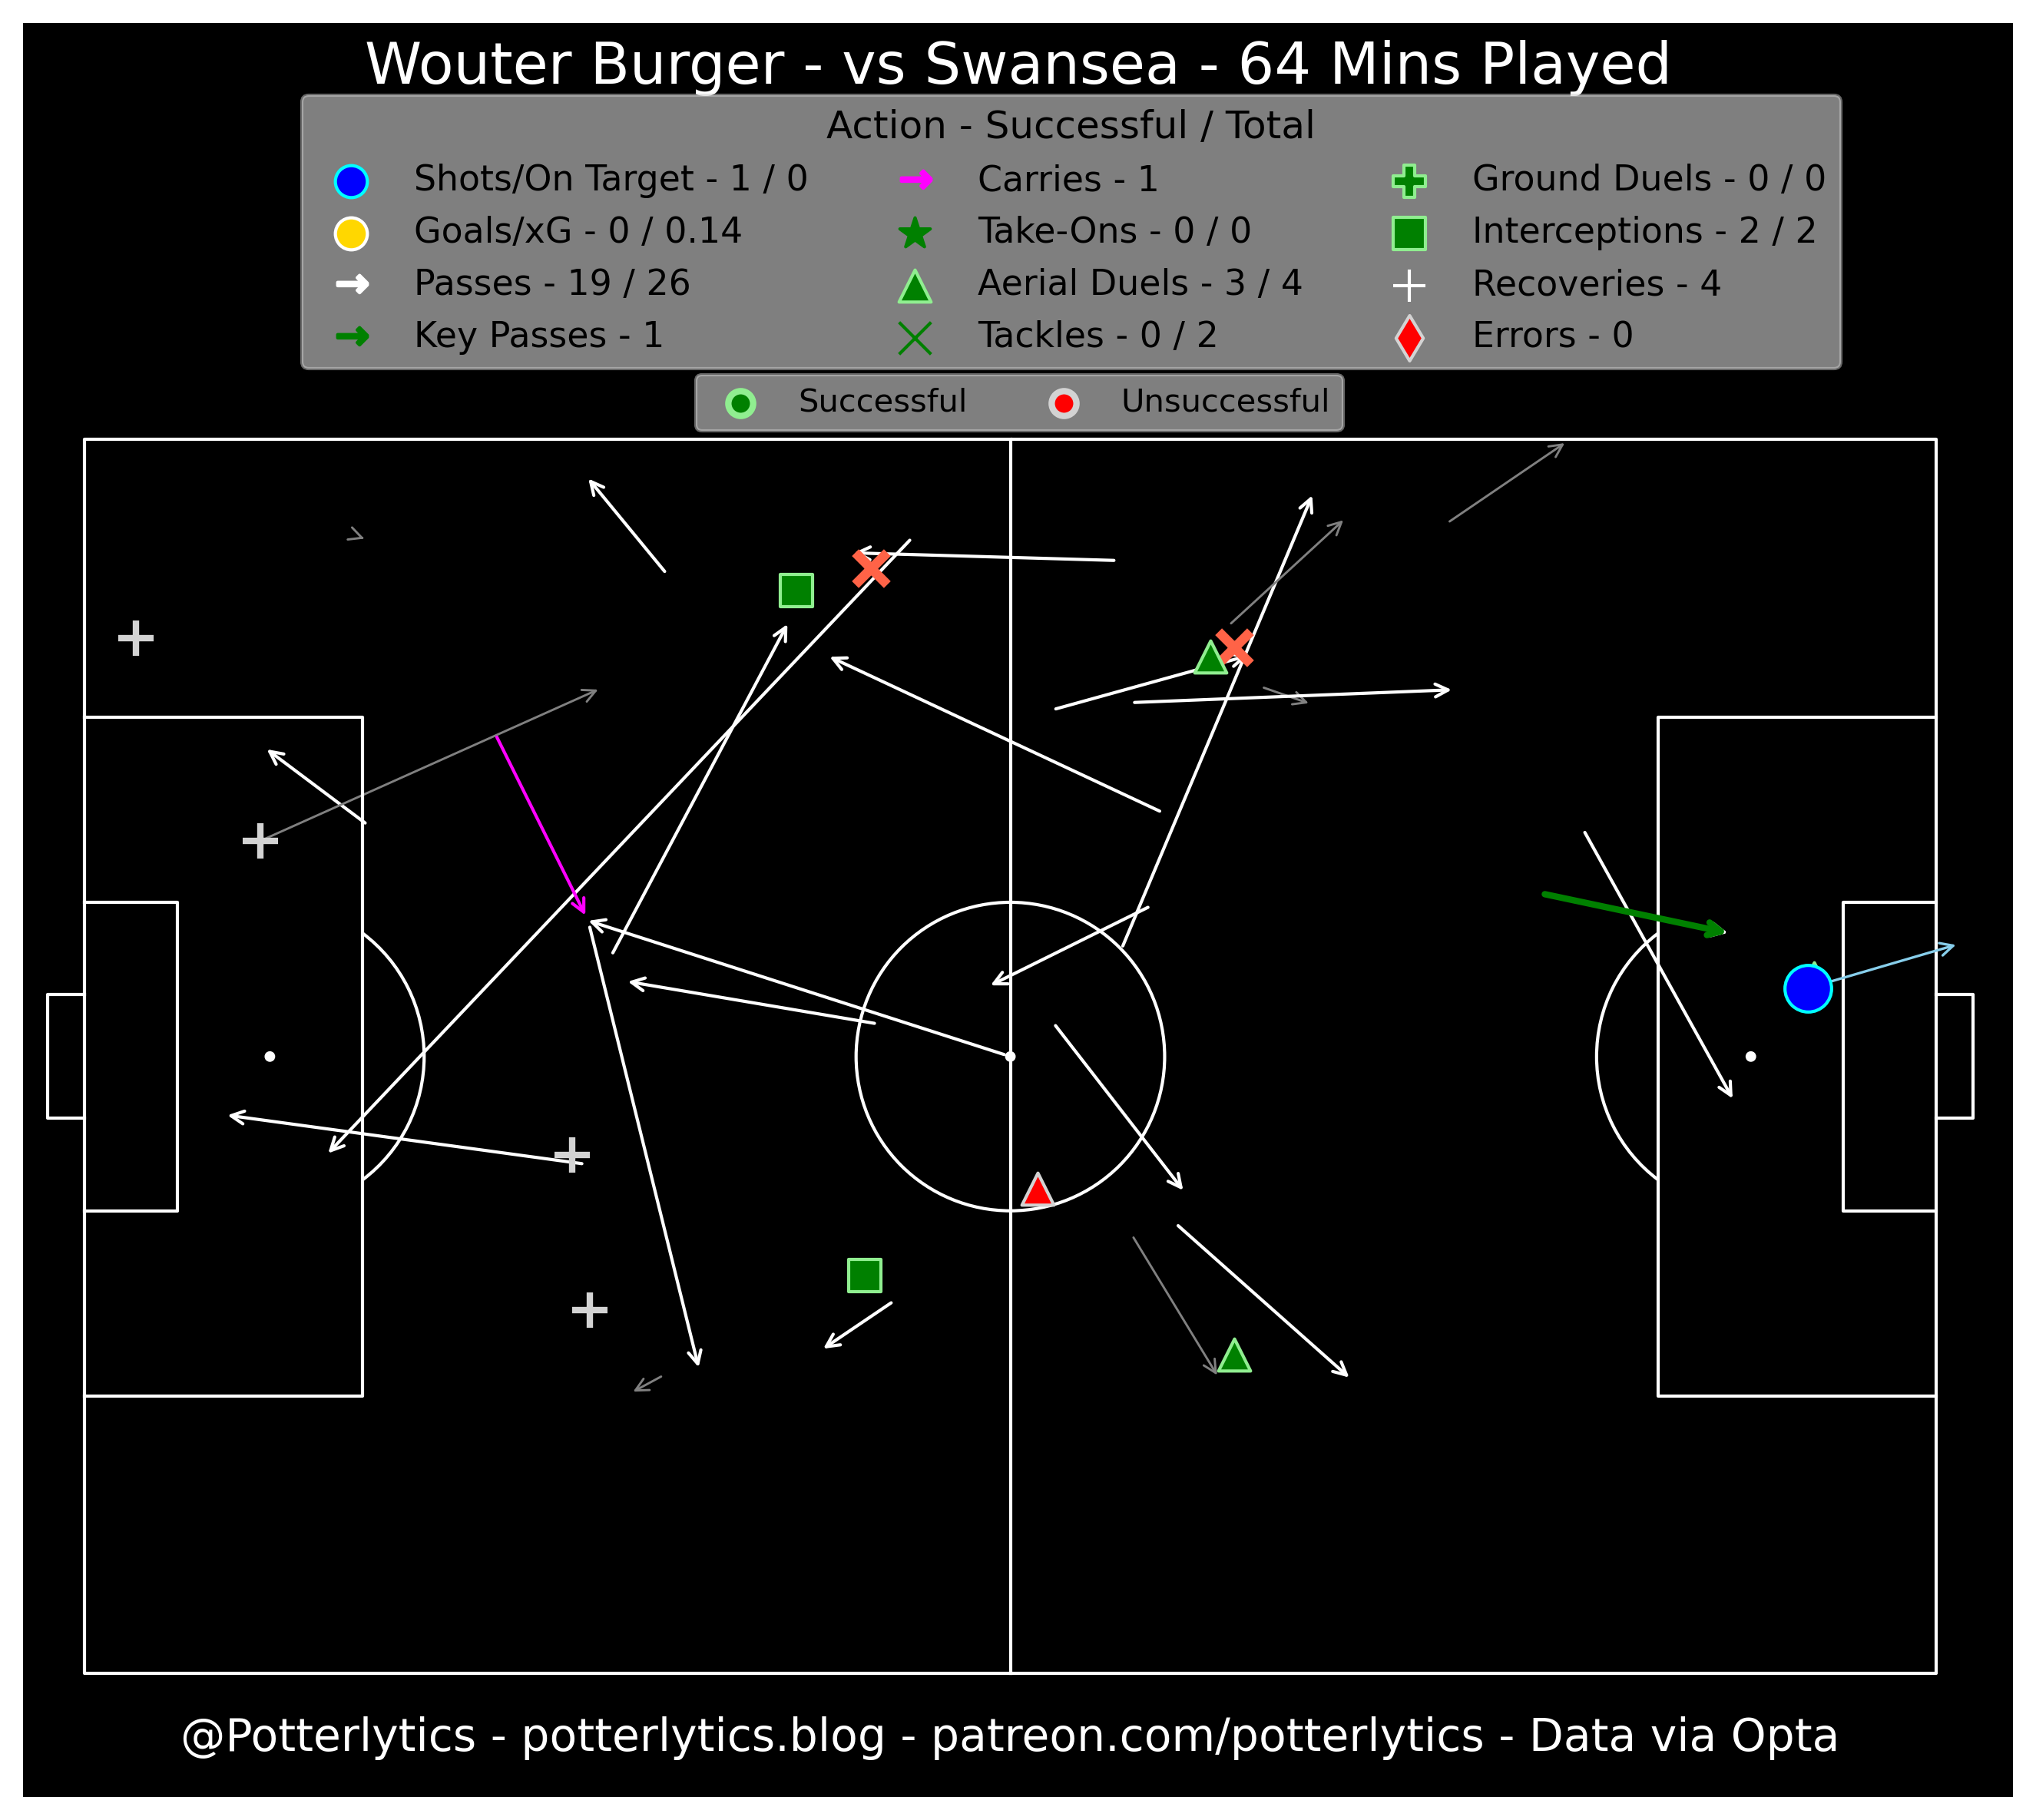 Wouter Burger - vs Swansea - 64 Mins Played
Action - Successful / Total
Shots/On Target - 1 / 0
Carries - 1
Ground Duels - 0 / 0
Goals/xG - 0 / 0.14
Take-Ons - 0 / 0
Interceptions - 2 / 2
Passes - 19 / 26
Aerial Duels - 3 / 4
Recoveries - 4
Key Passes - 1
Tackles - 0 / 2
Errors - 0
Successful
Unsuccessful
@Potterlytics - potterlytics.blog - patreon.com/potterlytics - Data via Opta